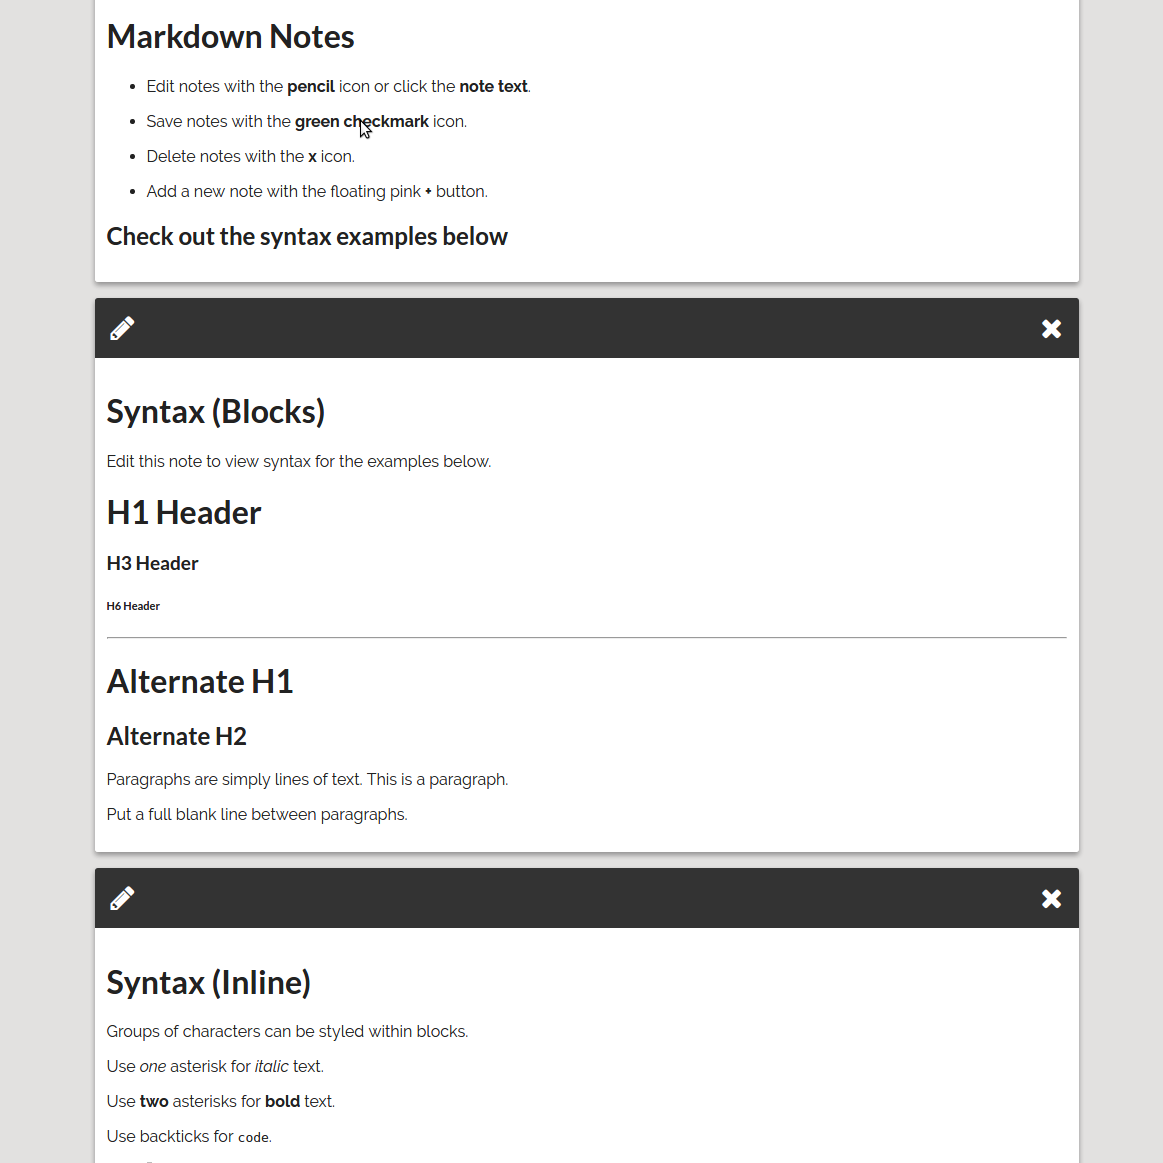 Markdown Notes
Edit notes with the pencil icon or click the note text.
Save notes with the green checkmark icon.
Delete notes with the x icon.
Add a new note with the floating pink + button.
Check out the syntax examples below
Syntax (Blocks)
Edit this note to view syntax for the examples below.
H1 Header
H3 Header
H6 Header
Alternate H1
Alternate H2
Paragraphs are simply lines of text. This is a paragraph.
Put a full blank line between paragraphs.
Syntax (Inline)
Groups of characters can be styled within blocks.
Use one asterisk for italic text.
Use two asterisks for bold text.
Use backticks for code.